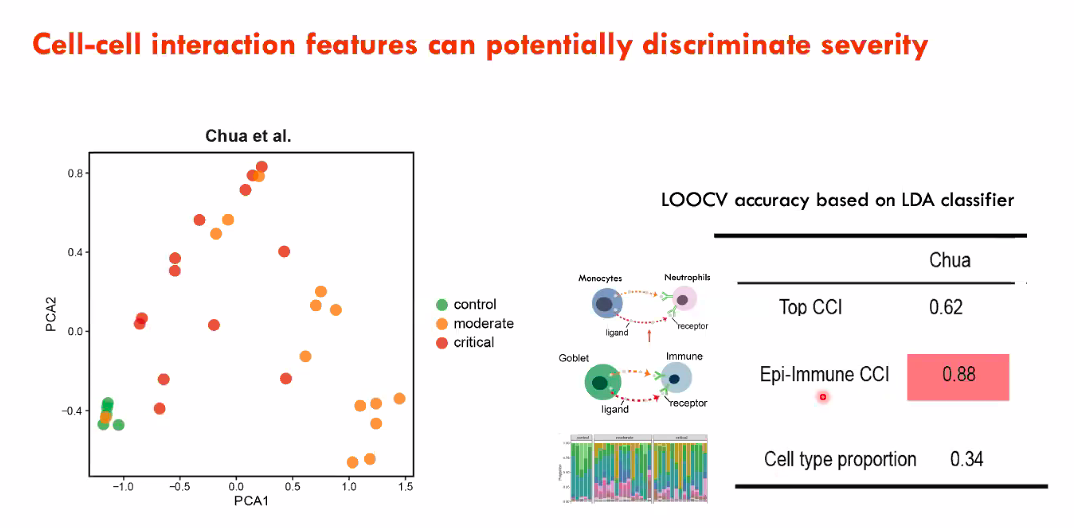 Cell-cell interaction features can potentially discriminate severity
Chua et al.
0.8
0.4
0.0
−0.4
PCA2
−1.0 −0.5 0.0 0.5 1.0 1.5
PCA1
control
moderate
critical
Monocytes Neutrophils
ligand receptor
Goblet Immune
ligand receptor
control moderate critical
LOOCV accuracy based on LDA classifier
Chua
Top CCI 0.62
Epi-Immune CCI 0.88
Cell type proportion 0.34